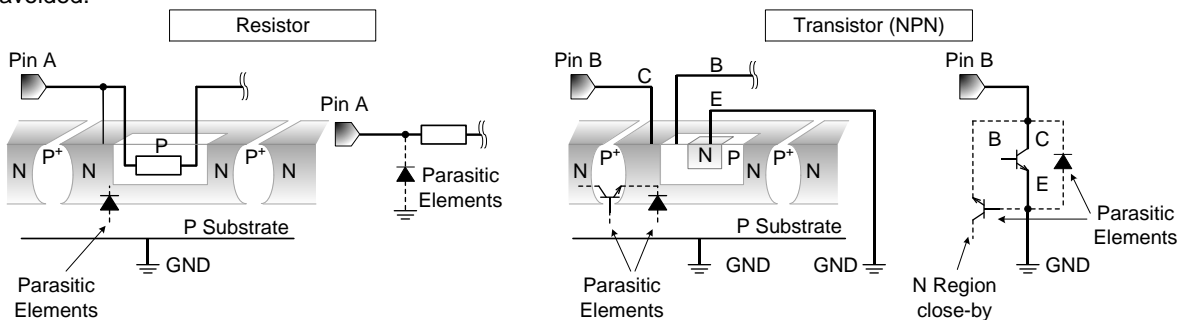 avoided.
Resistor
Transistor (NPN)
Pin A
Pin A
N
P+
N
P
N
P+
N
Parasitic
Elements
P Substrate
GND
Parasitic
Elements
Pin B
C
B
E
N
P+
N
N
P
P+
N
N
P Substrate
GND
GND
Parasitic
Elements
Pin B
B
C
E
Parasitic
Elements
GND
N Region
close-by